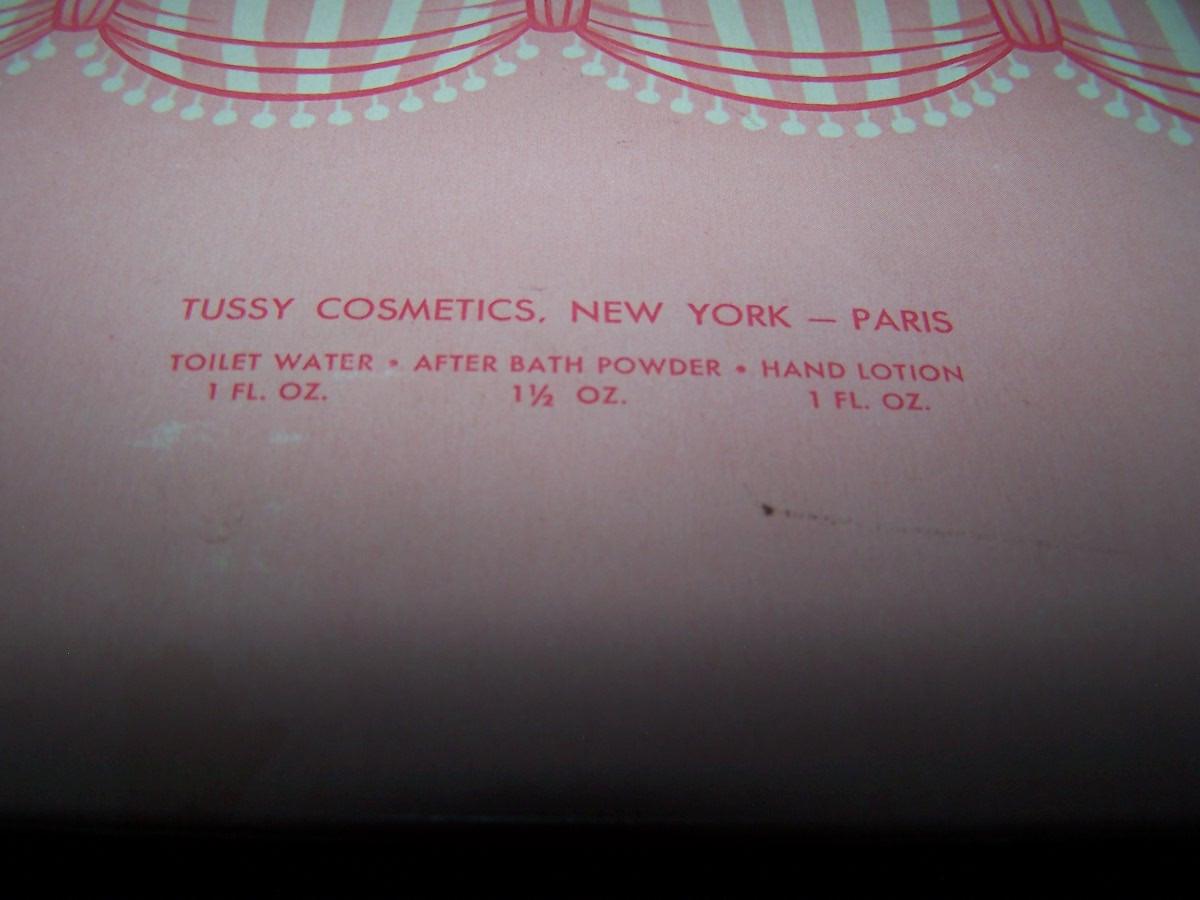 TUSSY COSMETICS, NEW YORK — PARIS
TOILET WATER • AFTER BATH POWDER • HAND LOTION
1 FL. OZ. 1½ OZ. 1 FL. OZ.